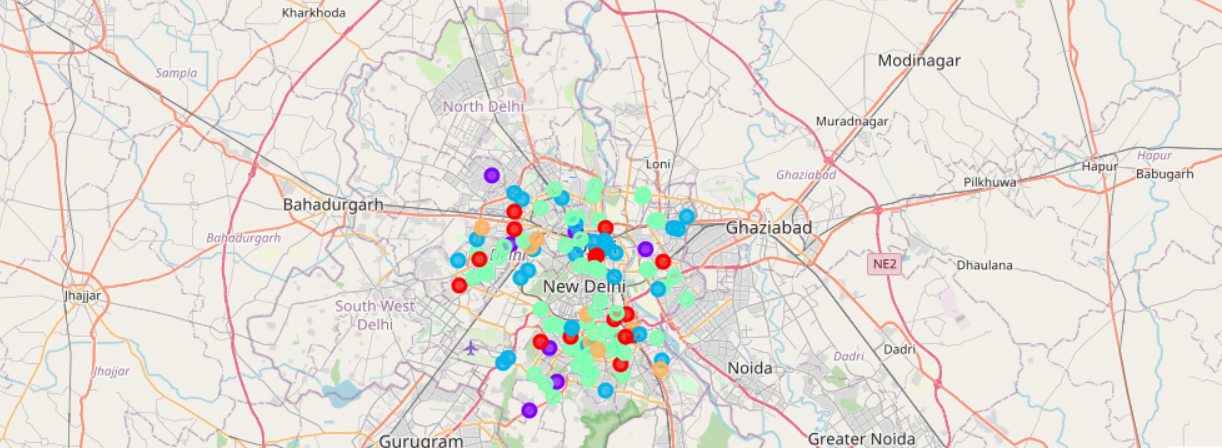 Kharkhoda
Modinagar
Sampla
North Delhi
Muradnagar
Loni
Hapur
Hapur
Ghaziabad
Babugarh
Pilkhuwa
Bahadurgarh
Ghaziabad
Bahadurgarh
Delhi
NE2
Dhaulana
Jhajjar
New Delhi
South West
Delhi
Dadri
Dadri
Jhajjar
Noida
Gurugram
Greater Noida